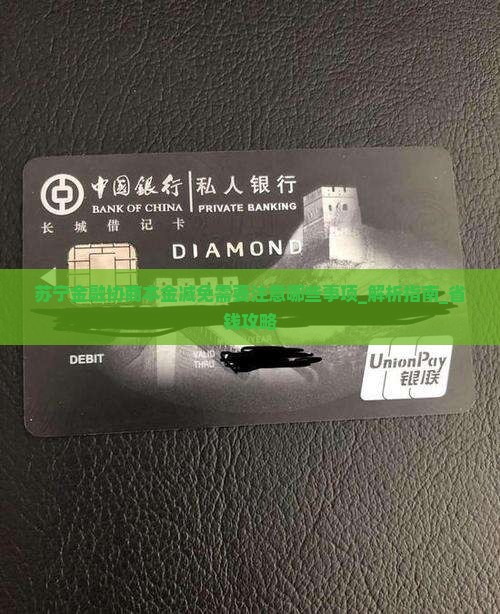 中国銀行 私人银行
BANK OF CHINA PRIVATE BANKING
长城借记卡
DIAMOND
苏宁金融协商本金减免需要注意哪些事项_解析指南_省
钱攻略
DEBIT
VALID
THRU
UnionPay
银联